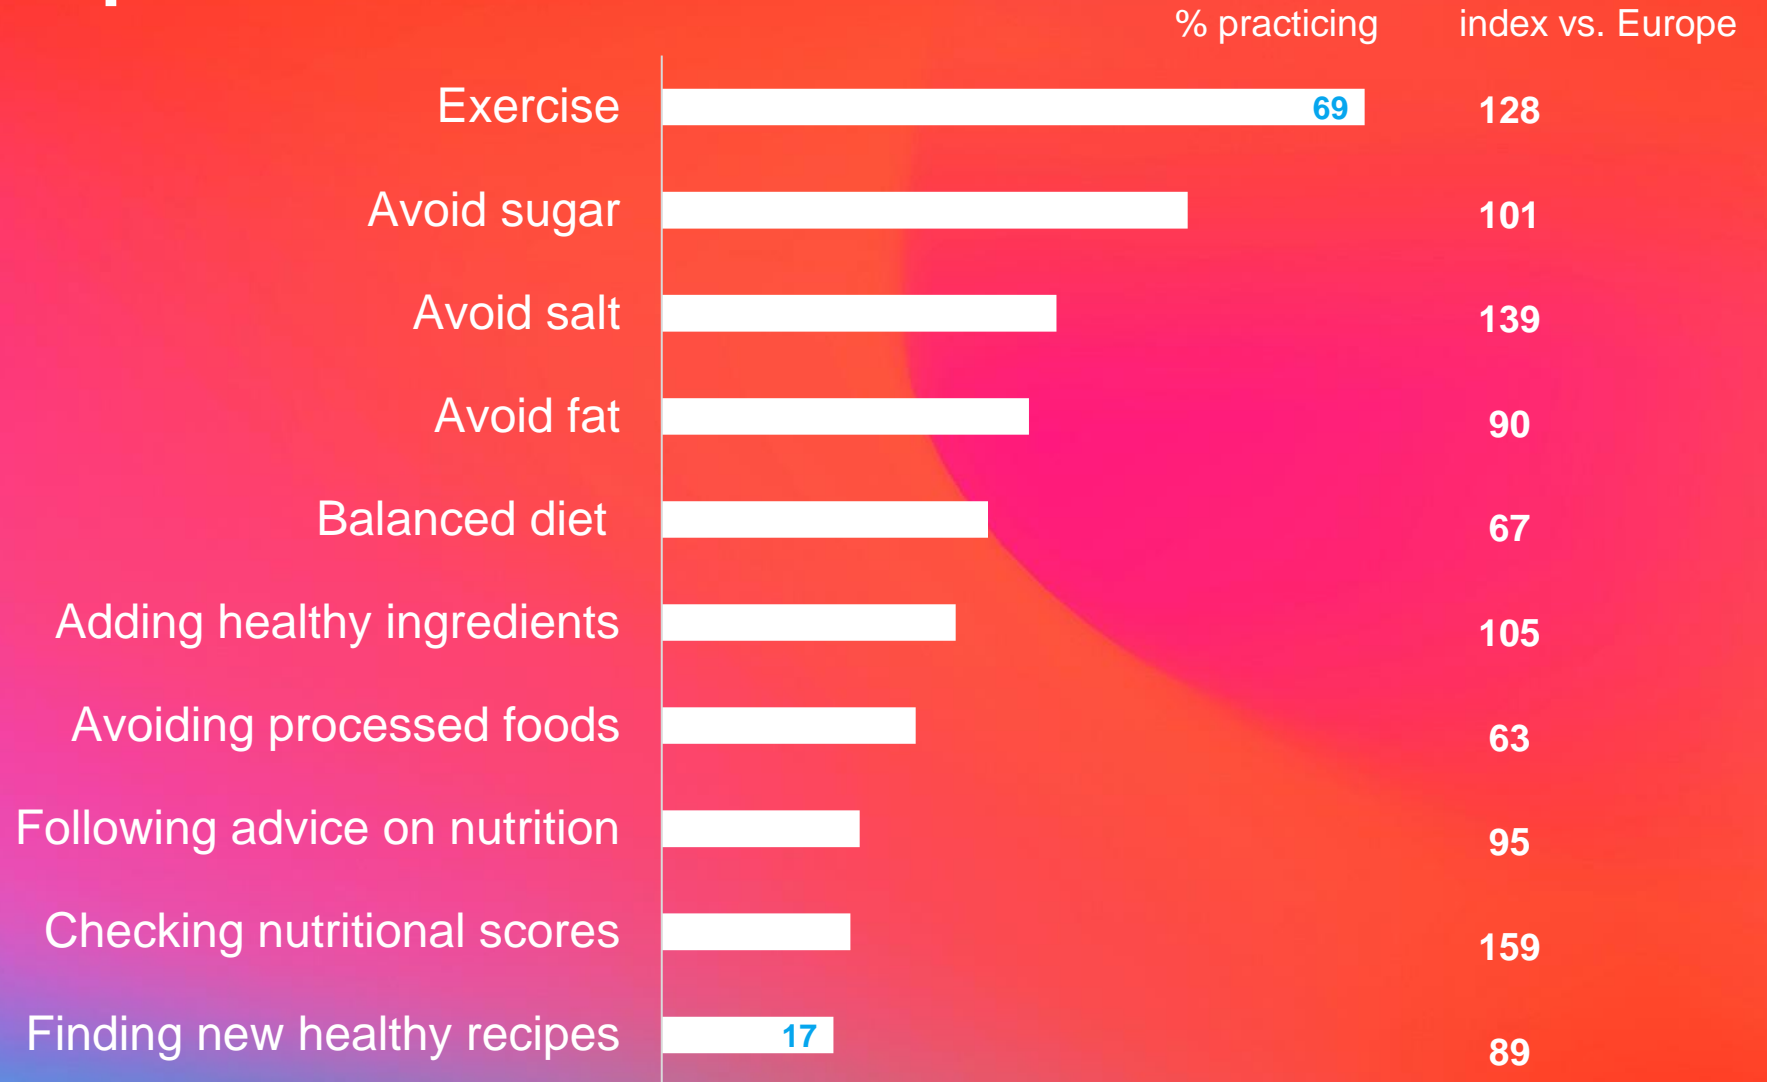 % practicing index vs. Europe
Exercise 69 128
Avoid sugar 101
Avoid salt 139
Avoid fat 90
Balanced diet 67
Adding healthy ingredients 105
Avoiding processed foods 63
Following advice on nutrition 95
Checking nutritional scores 159
Finding new healthy recipes 17 89